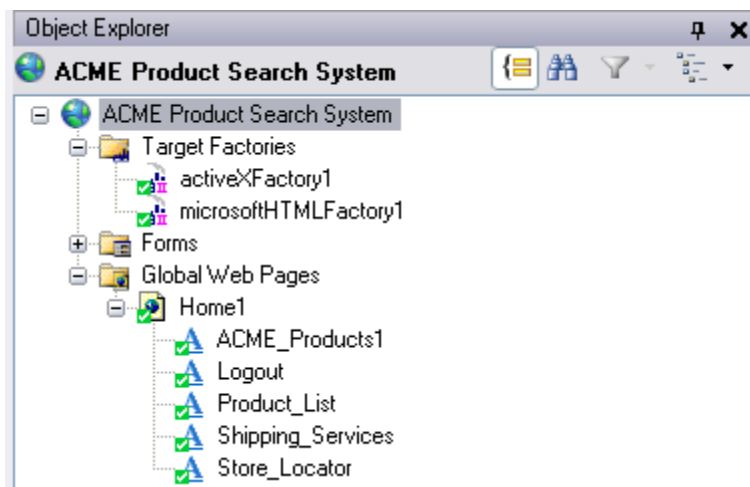 Object Explorer
ACME Product Search System
ACME Product Search System
Target Factories
activeXFactory1
microsoftHTMLFactory1
Forms
Global Web Pages
Home1
ACME_Products1
Logout
Product_List
Shipping_Services
Store_Locator